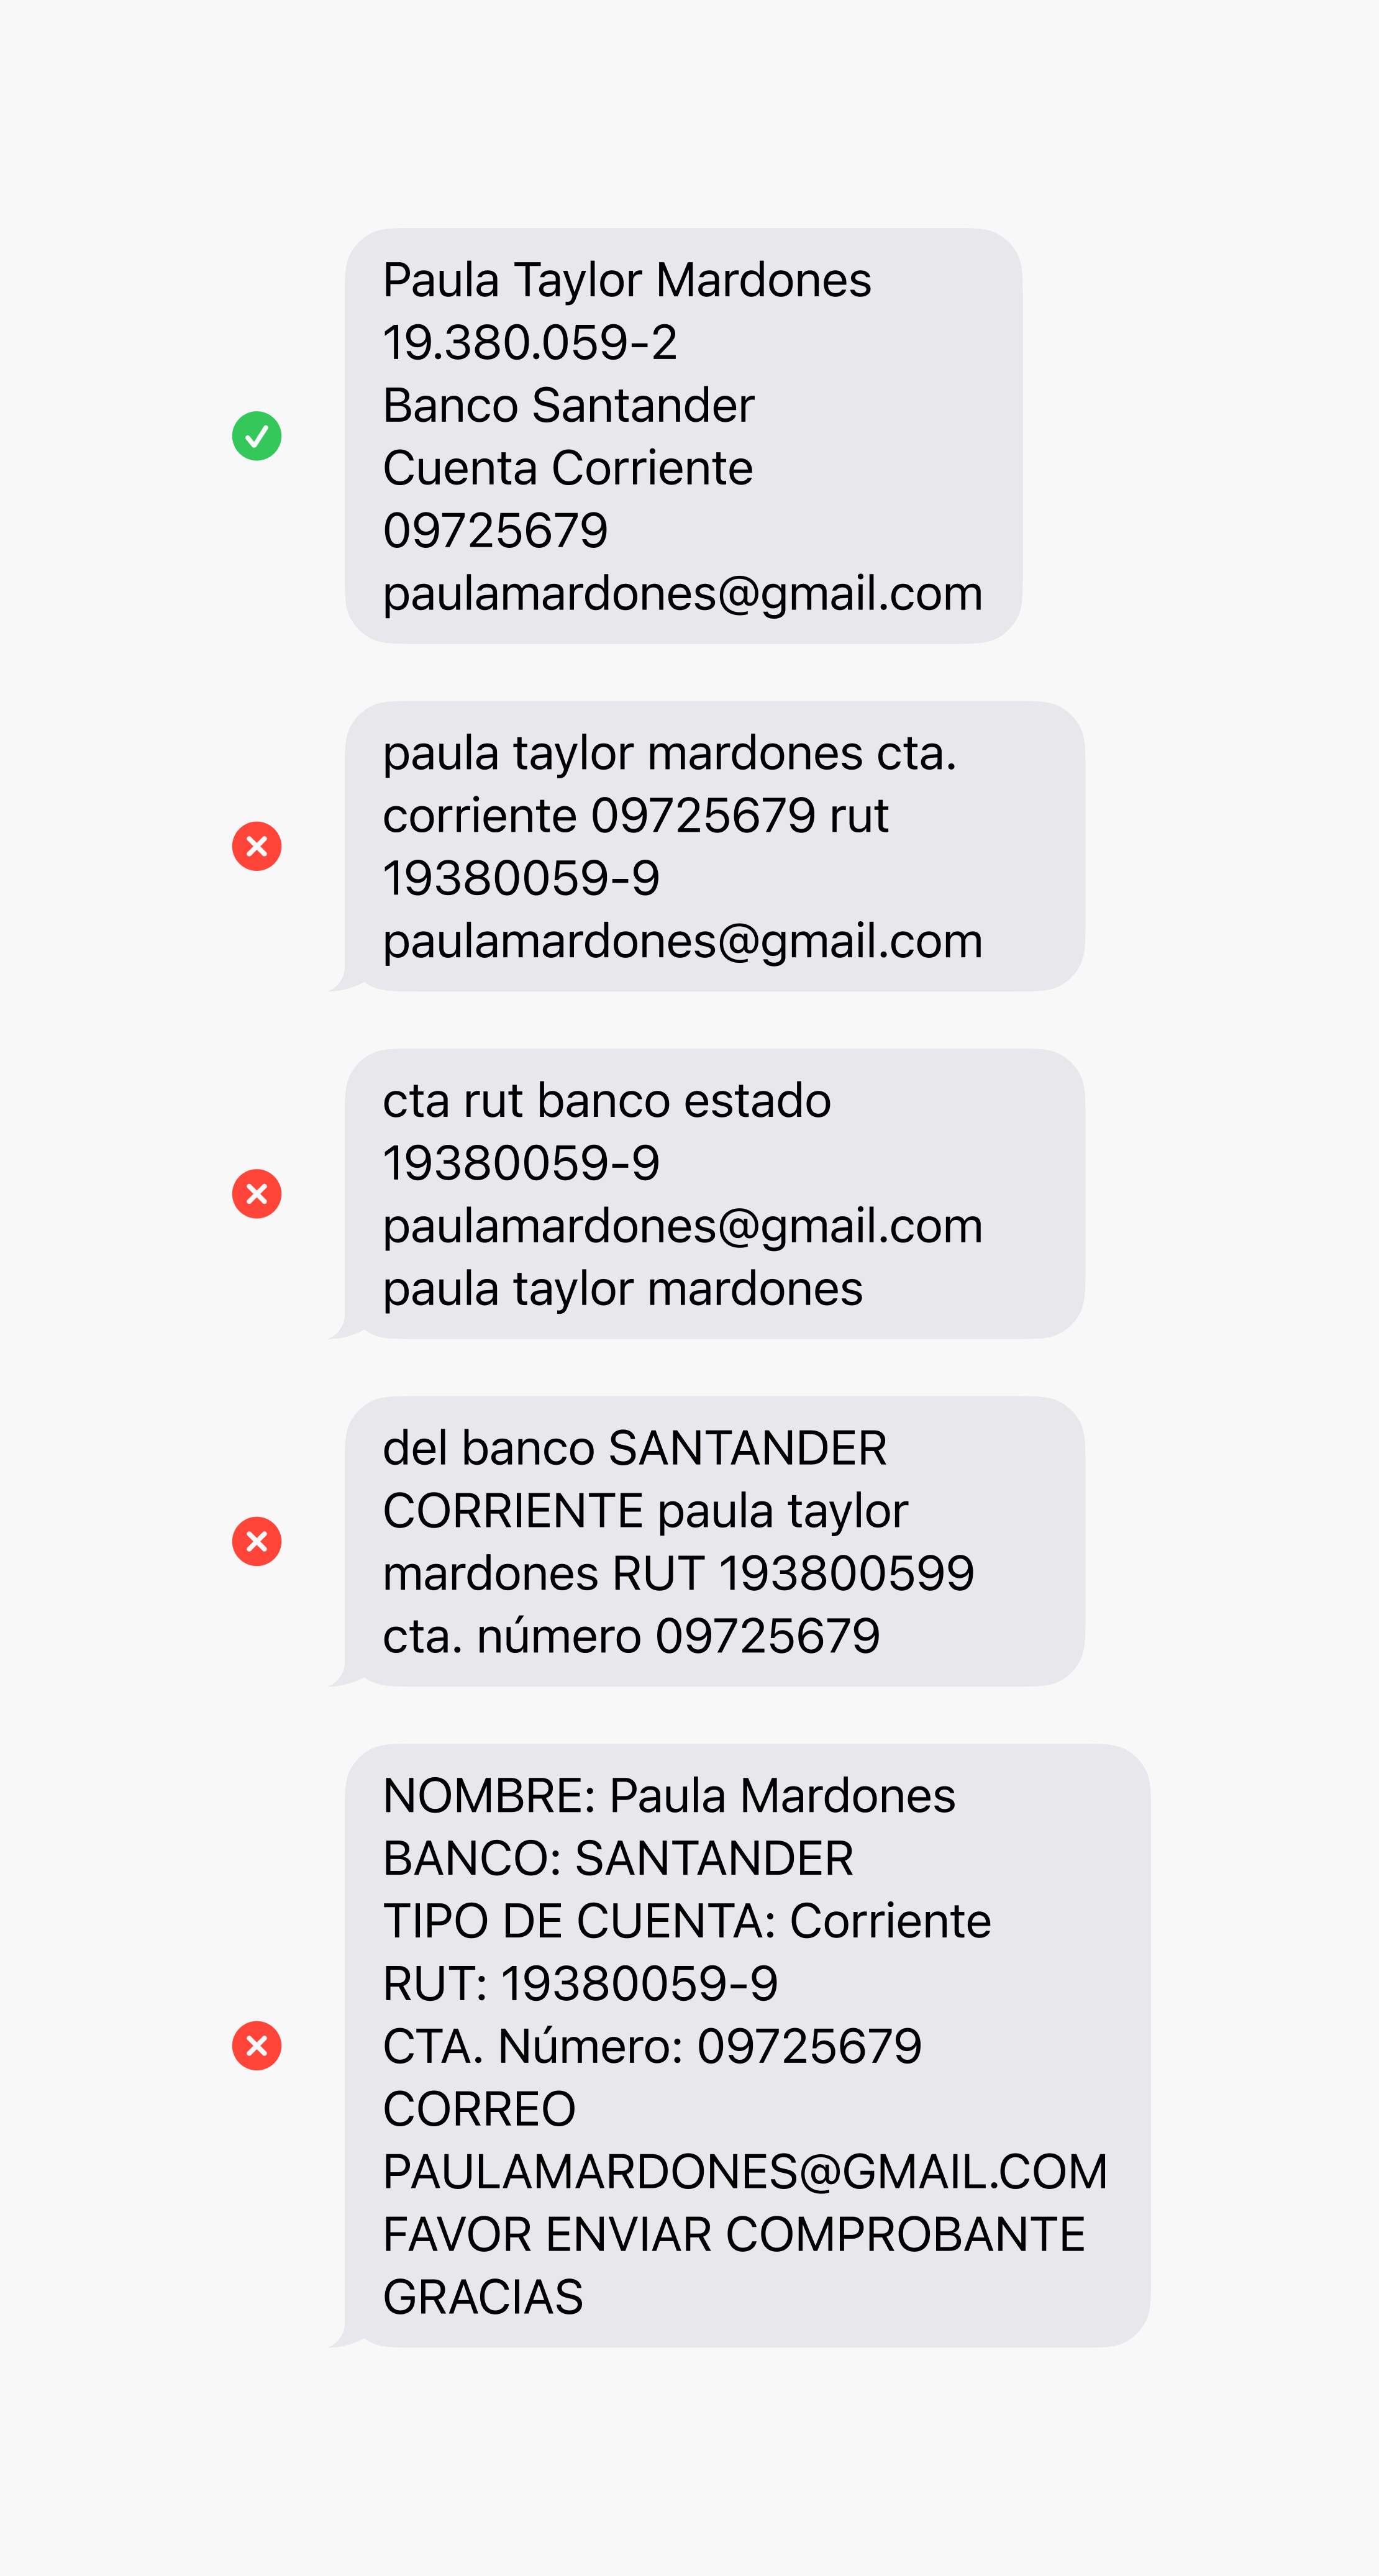 Paula Taylor Mardones
19.380.059-2
Banco Santander
Cuenta Corriente
09725679
paulamardones@gmail.com
paula taylor mardones cta.
corriente 09725679 rut
19380059-9
paulamardones@gmail.com
cta rut banco estado
19380059-9
paulamardones@gmail.com
paula taylor mardones
del banco SANTANDER
CORRIENTE paula taylor
mardones RUT 193800599
cta. número 09725679
NOMBRE: Paula Mardones
BANCO: SANTANDER
TIPO DE CUENTA: Corriente
RUT: 19380059-9
CTA. Número: 09725679
CORREO
PAULAMARDONES@GMAIL.COM
FAVOR ENVIAR COMPROBANTE
GRACIAS